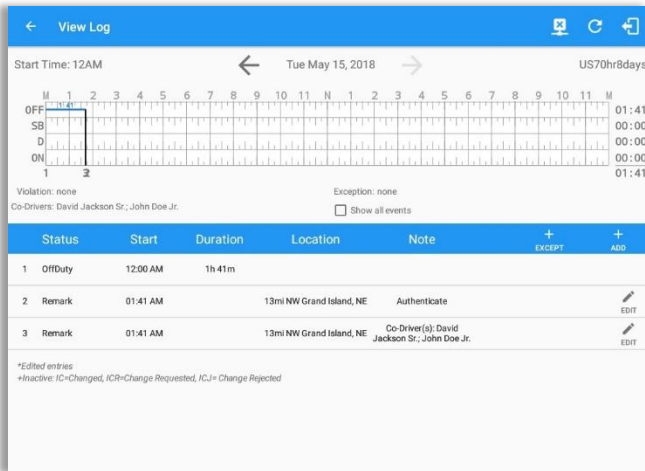 View Log
Start Time: 12AM Tue May 15, 2018 US70hr8days
M 1 2 3 4 5 6 7 8 9 10 11 N 1 2 3 4 5 6 7 8 9 10 11 M
1:41
OFF 01:41
SB 00:00
D 00:00
ON 00:00
1 3 01:41
Violation: none Exception: none
Co-Drivers: David Jackson Sr.; John Doe Jr. Show all events
Status Start Duration Location Note + EXCEPT + ADD
1 OffDuty 12:00 AM 1h 41m
2 Remark 01:41 AM 13mi NW Grand Island, NE Authenticate EDIT
3 Remark 01:41 AM 13mi NW Grand Island, NE Co-Driver(s): David
Jackson Sr.; John Doe Jr. EDIT
*Edited entries
+Inactive: IC=Changed, ICR=Change Requested, ICJ= Change Rejected